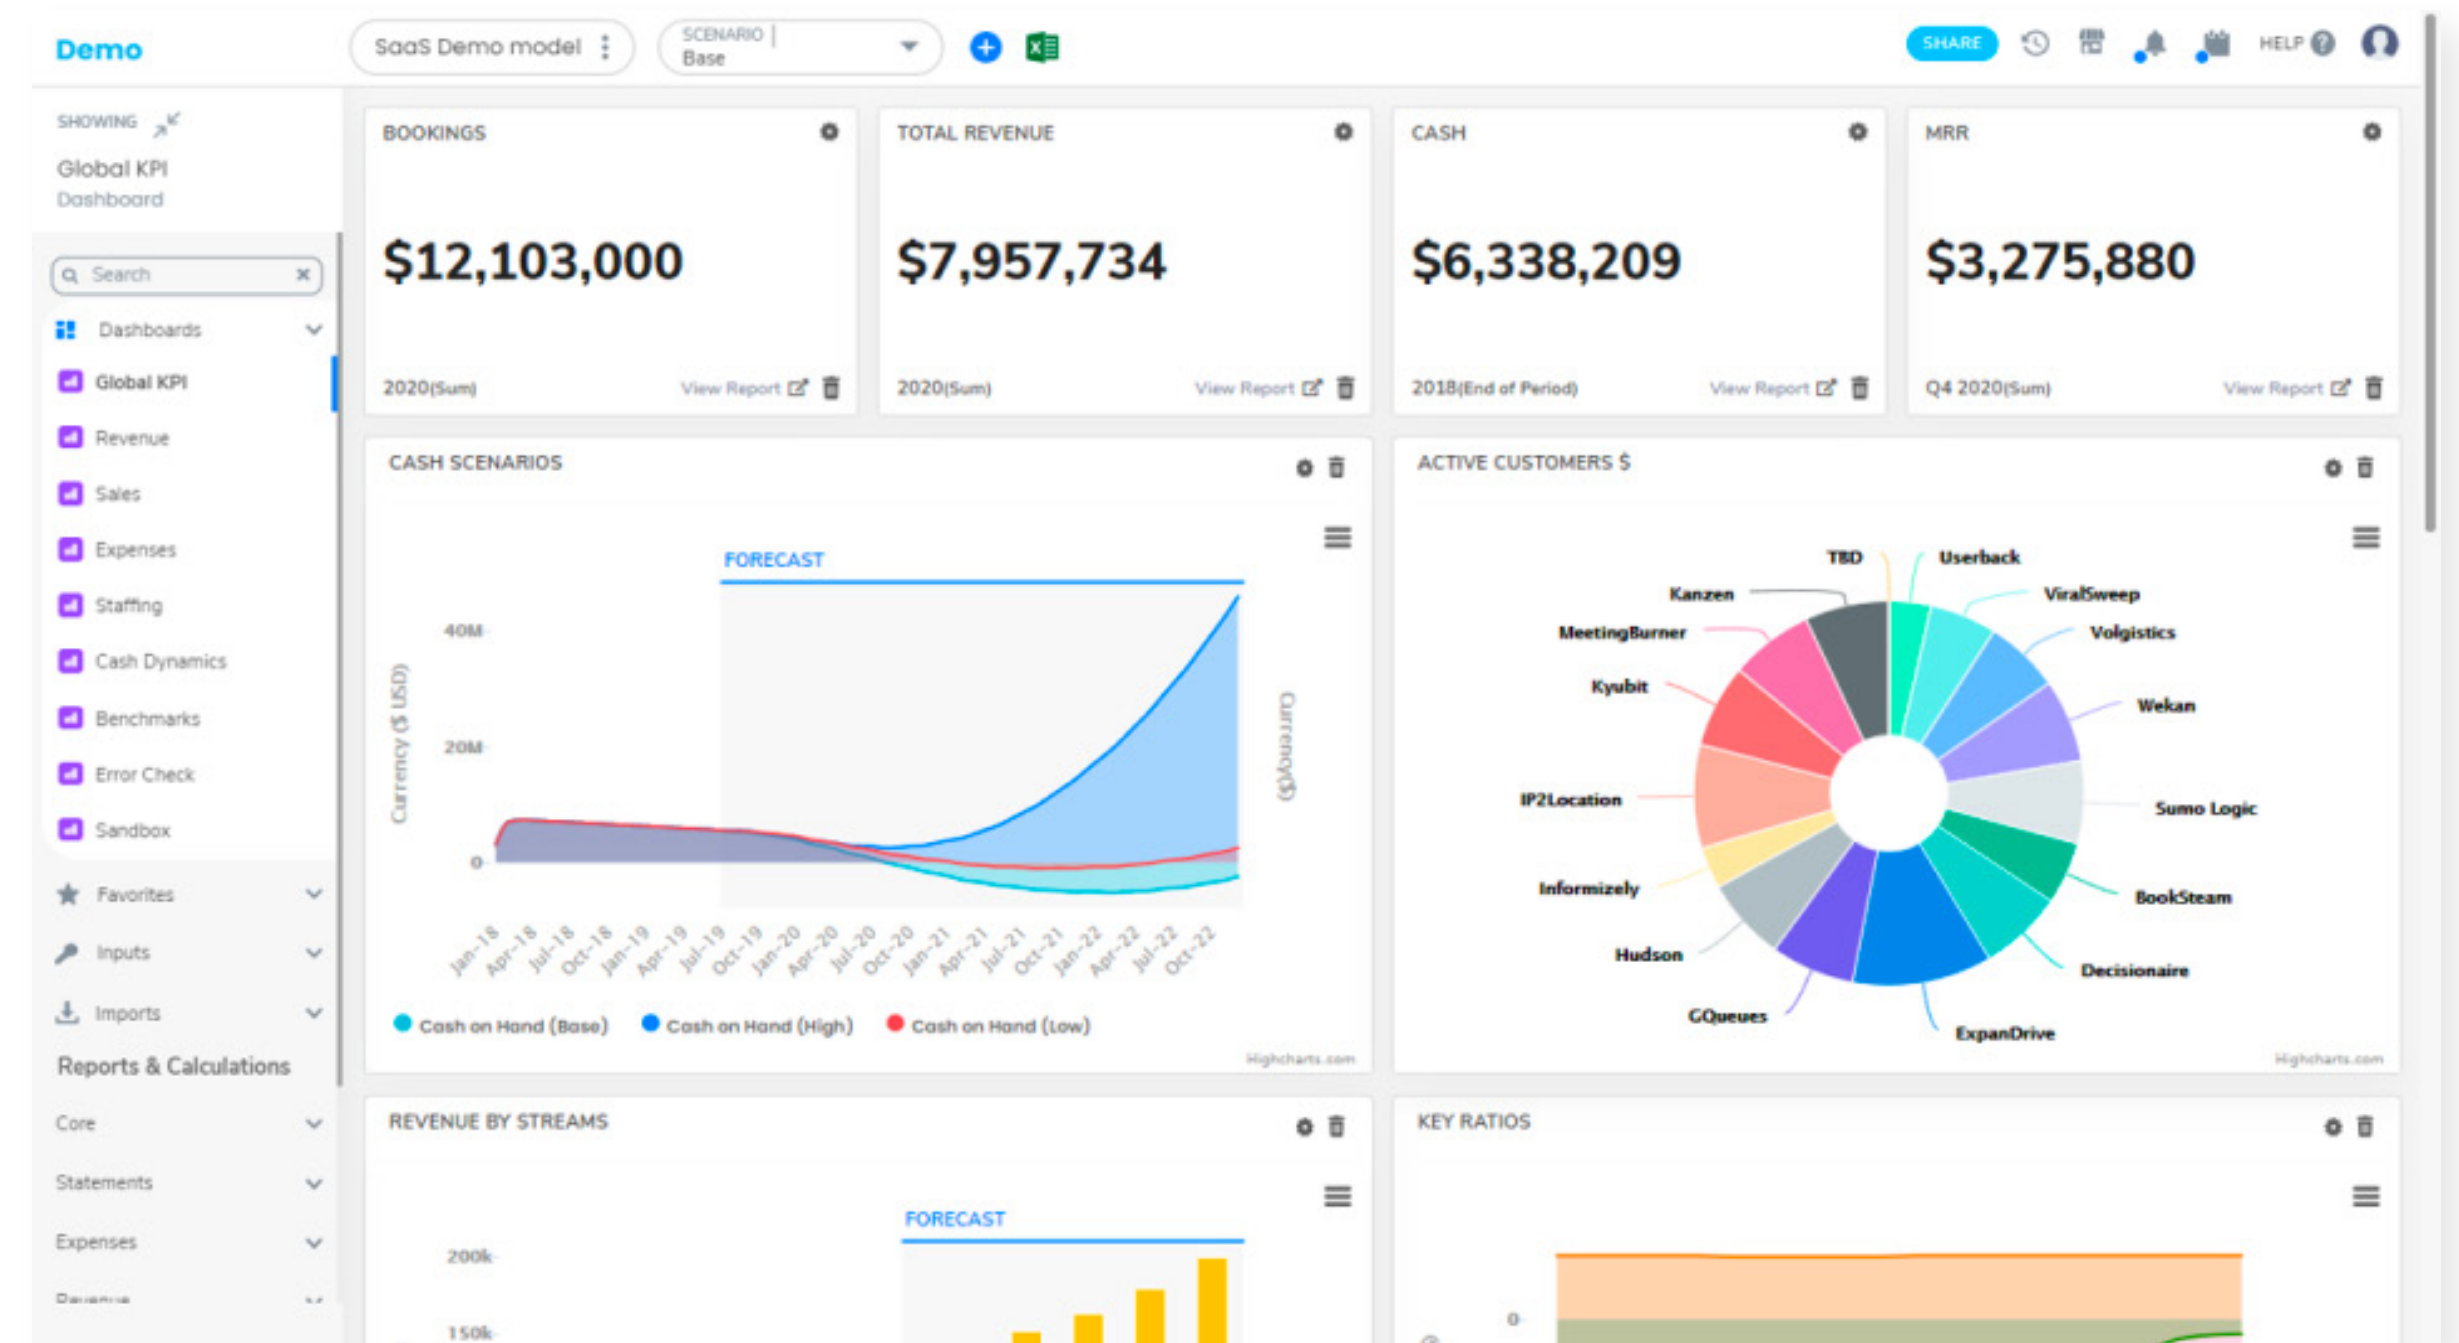 Demo
SaaS Demo model
SCENARIO
Base
SHARE
HELP
SHOWING
Global KPI
Dashboard
Search
Dashboards
Global KPI
Revenue
Sales
Expenses
Staffing
Cash Dynamics
Benchmarks
Error Check
Sandbox
Favorites
Inputs
Imports
Reports & Calculations
Core
Statements
Expenses
Revenue
BOOKINGS
$12,103,000
2020(Sum)
View Report
TOTAL REVENUE
$7,957,734
2020(Sum)
View Report
CASH
$6,338,209
2018(End of Period)
View Report
MRR
$3,275,880
Q4 2020(Sum)
View Report
CASH SCENARIOS
FORECAST
40M
20M
0
Currency ($ USD)
Currency($)
Jan-18
Apr-18
Jul-18
Oct-18
Jan-19
Apr-19
Jul-19
Oct-19
Jan-20
Apr-20
Jul-20
Oct-20
Jan-21
Apr-21
Jul-21
Oct-21
Jan-22
Apr-22
Jul-22
Oct-22
Cash on Hand (Base)
Cash on Hand (High)
Cash on Hand (Low)
Highcharts.com
ACTIVE CUSTOMERS $
TBD
Userback
Kanzen
ViralSweep
MeetingBurner
Volgistics
Kyubit
Wekan
IP2Location
Sumo Logic
Informizely
BookSteam
Hudson
Decisionaire
GQueues
ExpanDrive
Highcharts.com
REVENUE BY STREAMS
FORECAST
200k
150k
KEY RATIOS
0